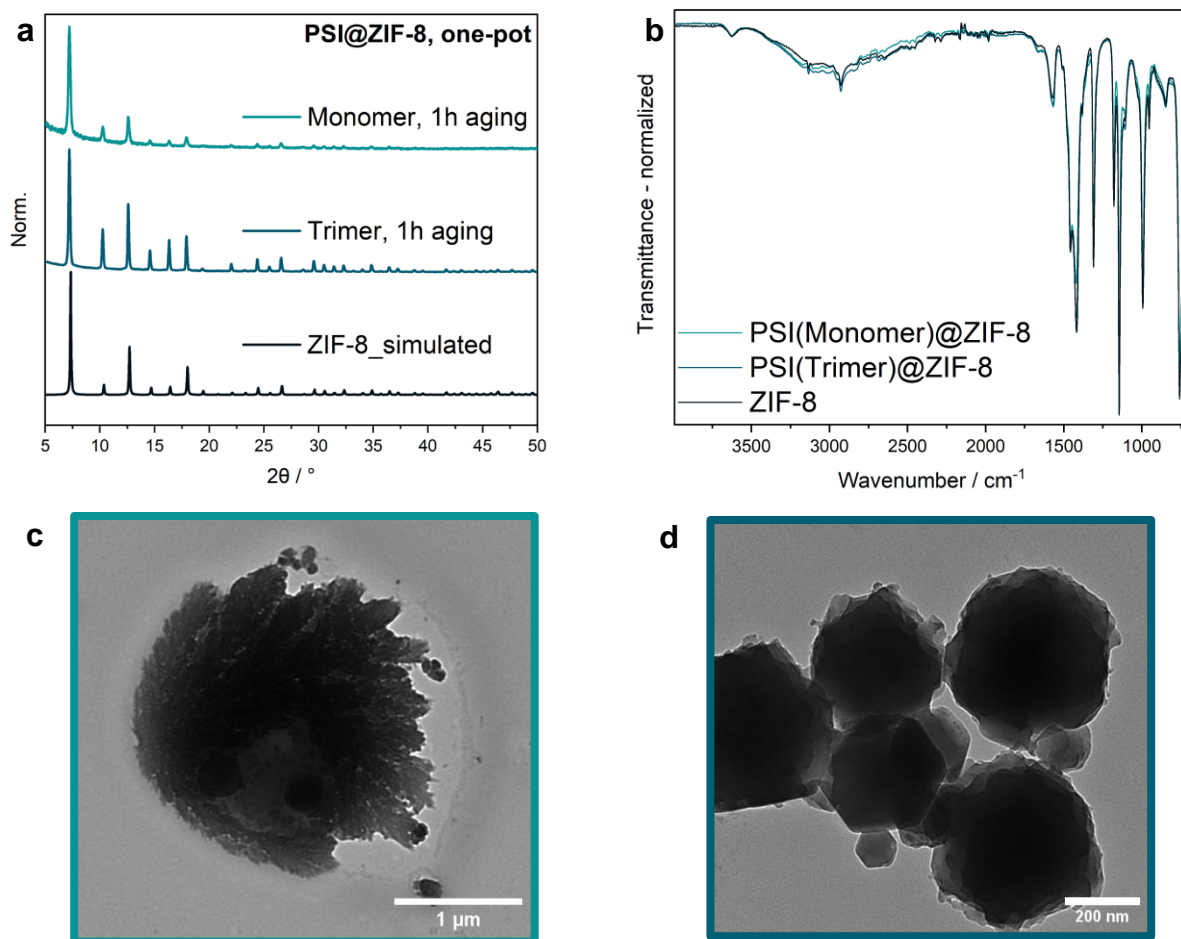 a
PSI@ZIF-8, one-pot
Monomer, 1h aging
Trimer, 1h aging
ZIF-8_simulated
Norm.
5 10 15 20 25 30 35 40 45 50
2θ / °
b
Transmittance - normalized
PSI(Monomer)@ZIF-8
PSI(Trimer)@ZIF-8
ZIF-8
3500 3000 2500 2000 1500 1000
Wavenumber / cm⁻¹
c
1 µm
d
200 nm